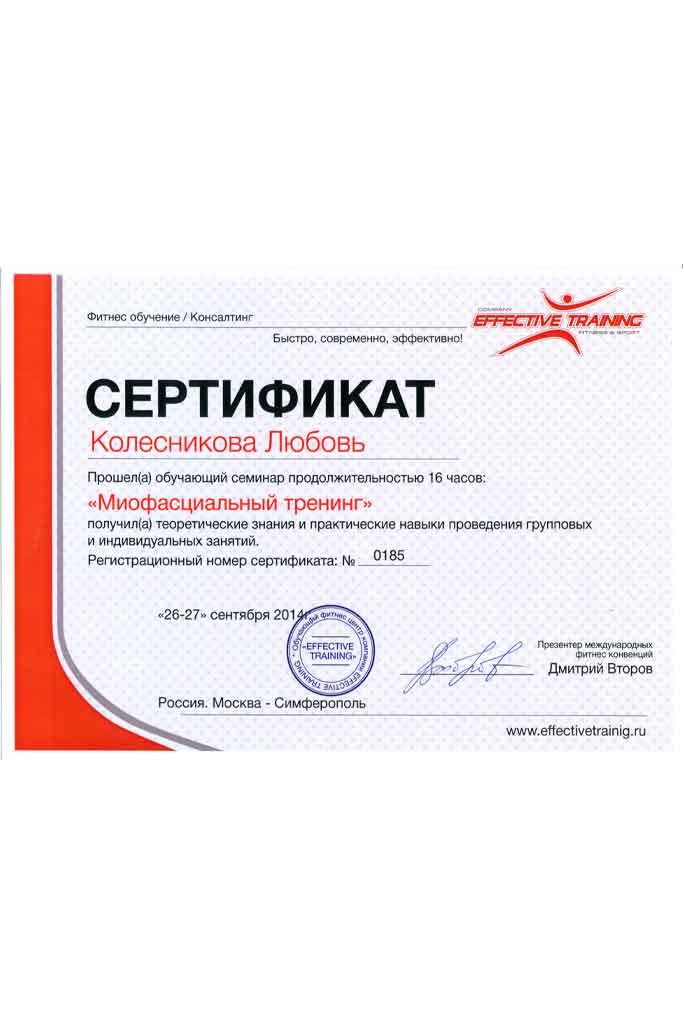 Фитнес обучение / Консалтинг
Быстро, современно, эффективно!
COMPANY
EFFECTIVE TRAINING
FITNESS & SPORT
СЕРТИФИКАТ
Колесникова Любовь
Прошел(а) обучающий семинар продолжительностью 16 часов:
«Миофасциальный тренинг»
получил(а) теоретические знания и практические навыки проведения групповых
и индивидуальных занятий.
Регистрационный номер сертификата: № 0185
«26-27» сентября 2014г.
Обучающий фитнес центр компании EFFECTIVE TRAINING
«EFFECTIVE
TRAINING»
Презентер международных
фитнес конвенций
Дмитрий Второв
Россия. Москва - Симферополь
www.effectivetrainig.ru